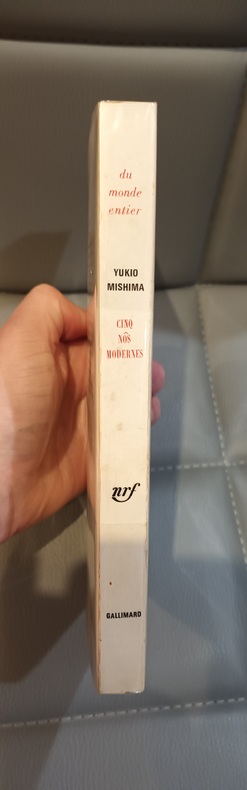 du
monde
entier
YUKIO
MISHIMA
CINQ
NÔS
MODERNES
nrf
GALLIMARD